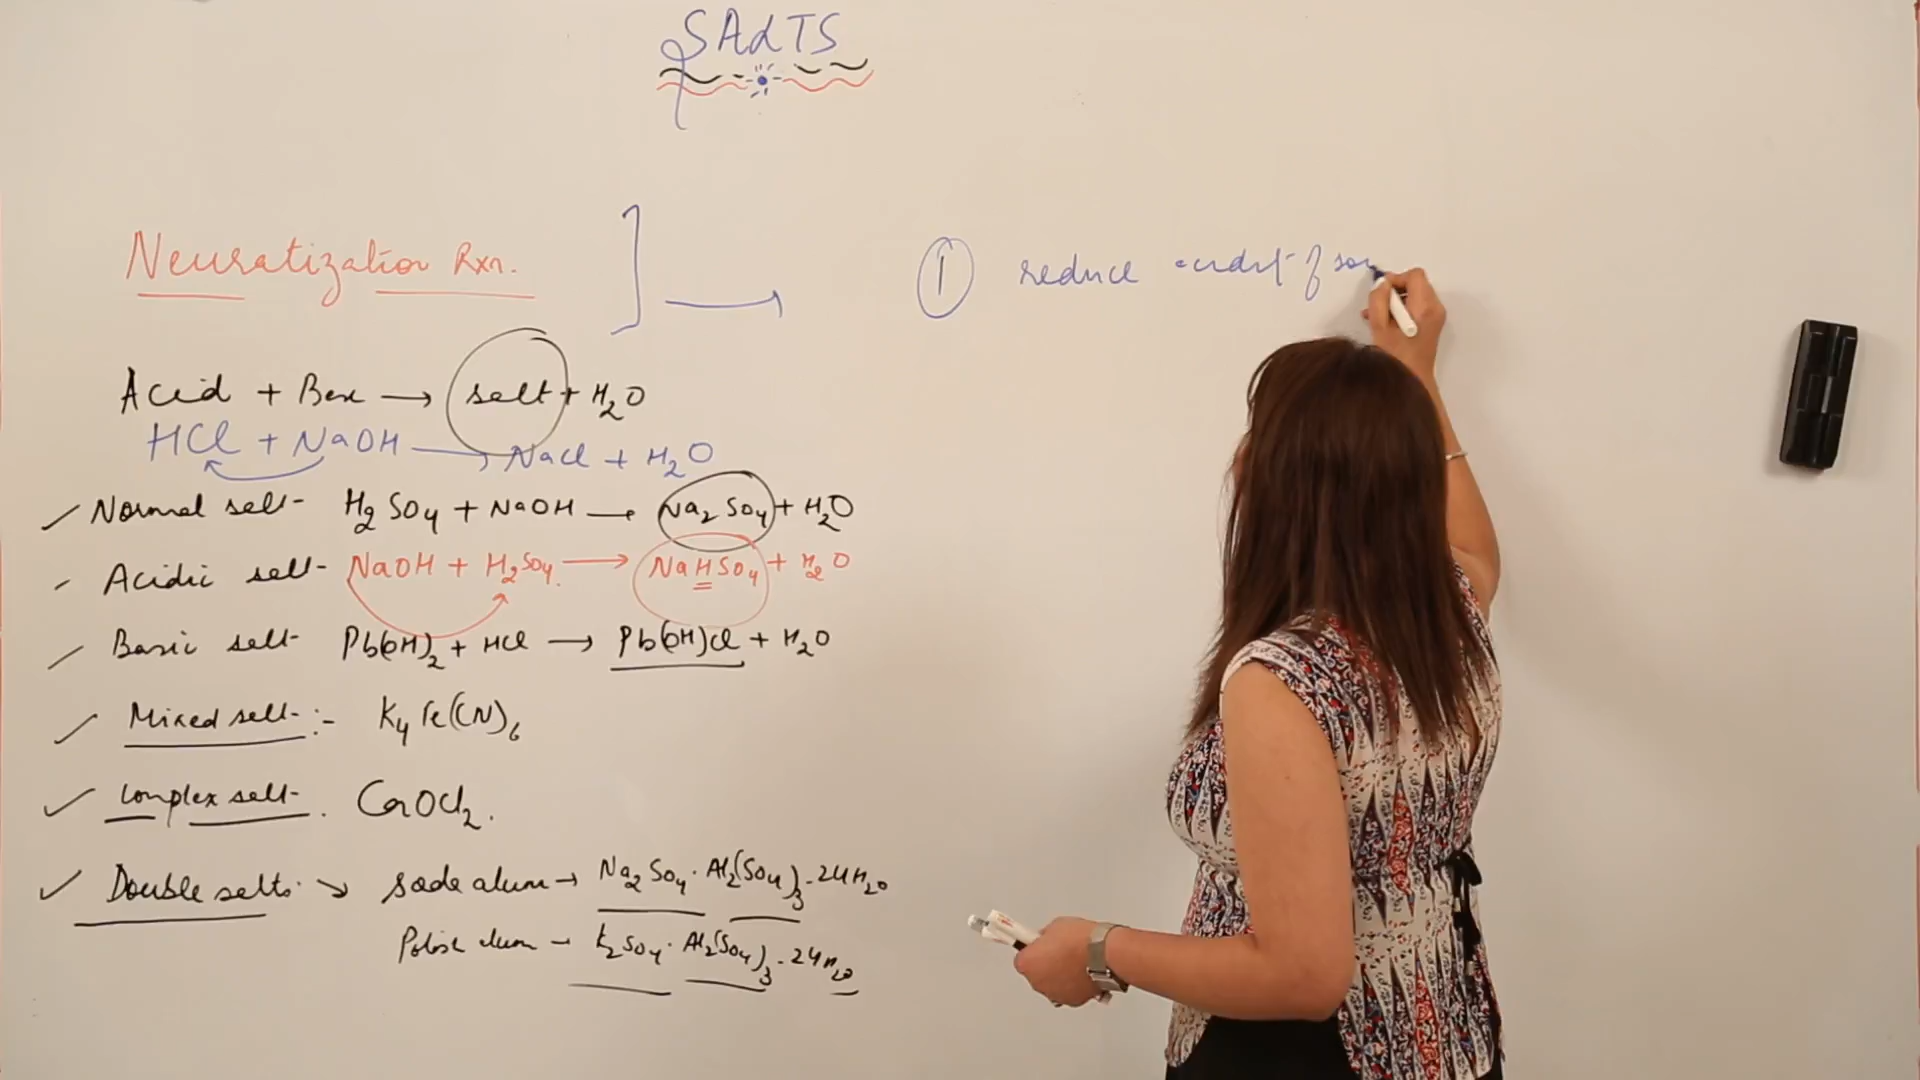 SALTS
Neuratization Rxn.
Acid + Base → salt + H2O
HCl + NaOH → NaCl + H2O
Normal salt - H2SO4 + NaOH → Na2SO4 + H2O
Acidic salt - NaOH + H2SO4 → NaHSO4 + H2O
Basic salt - Pb(OH)2 + HCl → Pb(OH)Cl + H2O
Mixed salt :- K4Fe(CN)6
Complex salt. CaOCl2.
Double salts → soda alum → Na2SO4 · Al2(SO4)3 · 24H2O
Potash alum → K2SO4 · Al2(SO4)3 · 24H2O
→ 1 reduce acidity of